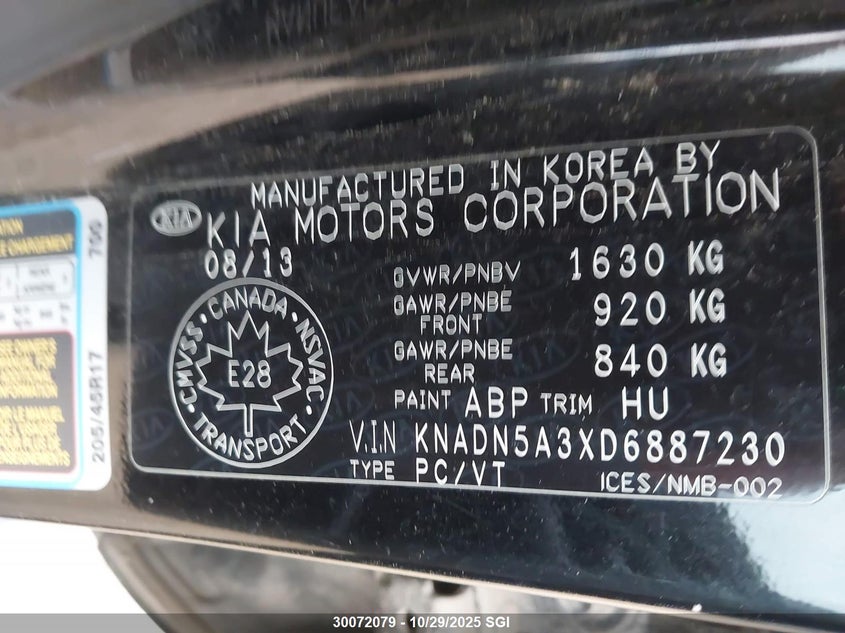 MANUFACTURED IN KOREA BY
KIA
KIA MOTORS CORPORATION
08/13
GVWR/PNBV 1630 KG
GAWR/PNBE FRONT 920 KG
GAWR/PNBE REAR 840 KG
PAINT ABP TRIM HU
V.I.N KNADN5A3XD6887230
TYPE PC/VT
ICES/NMB-002
CANADA
CMVSS · NSVAC
E28
TRANSPORT
205/45R17
700
30072079 - 10/29/2025 SGI